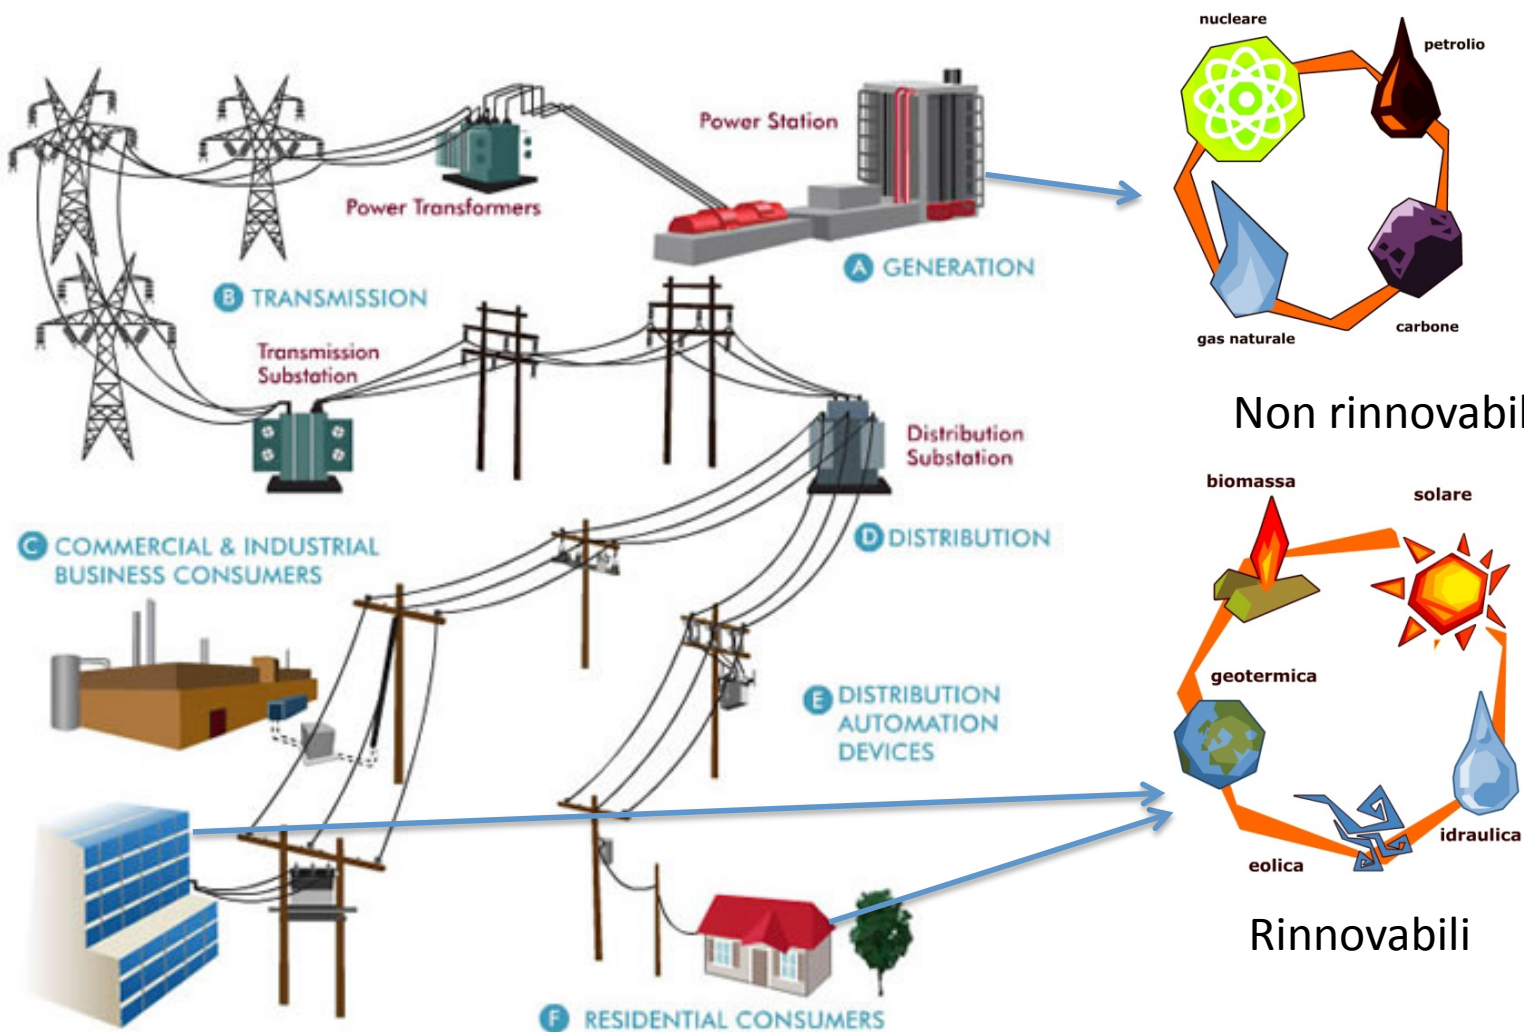 nucleare
petrolio
Power Station
Power Transformers
A GENERATION
B TRANSMISSION
gas naturale
carbone
Transmission
Substation
Non rinnovabil
Distribution
Substation
biomassa
solare
C COMMERCIAL & INDUSTRIAL
BUSINESS CONSUMERS
D DISTRIBUTION
geotermica
E DISTRIBUTION
AUTOMATION
DEVICES
idraulica
eolica
Rinnovabili
F RESIDENTIAL CONSUMERS